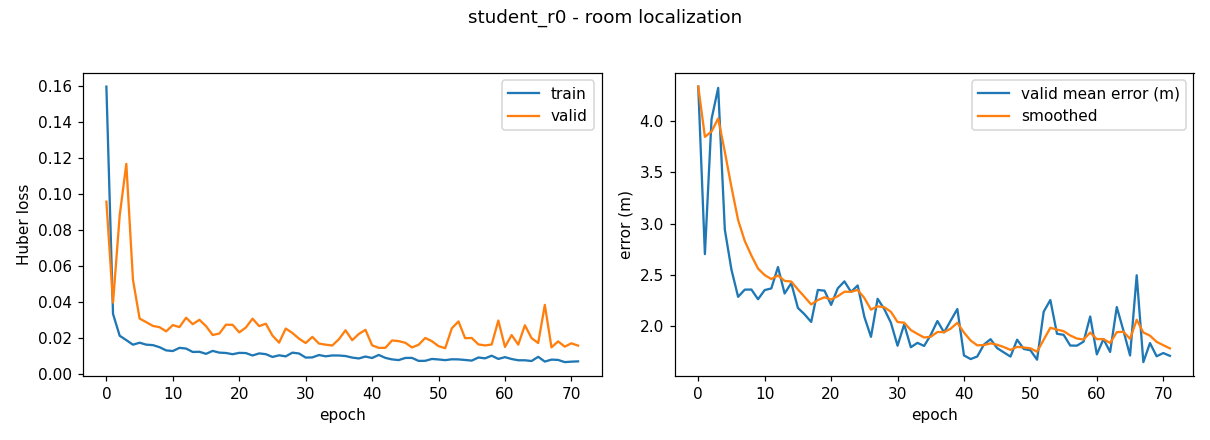 student_r0 - room localization
Huber loss
0.16
0.14
0.12
0.10
0.08
0.06
0.04
0.02
0.00
train
valid
0 10 20 30 40 50 60 70
epoch
error (m)
4.0
3.5
3.0
2.5
2.0
valid mean error (m)
smoothed
0 10 20 30 40 50 60 70
epoch